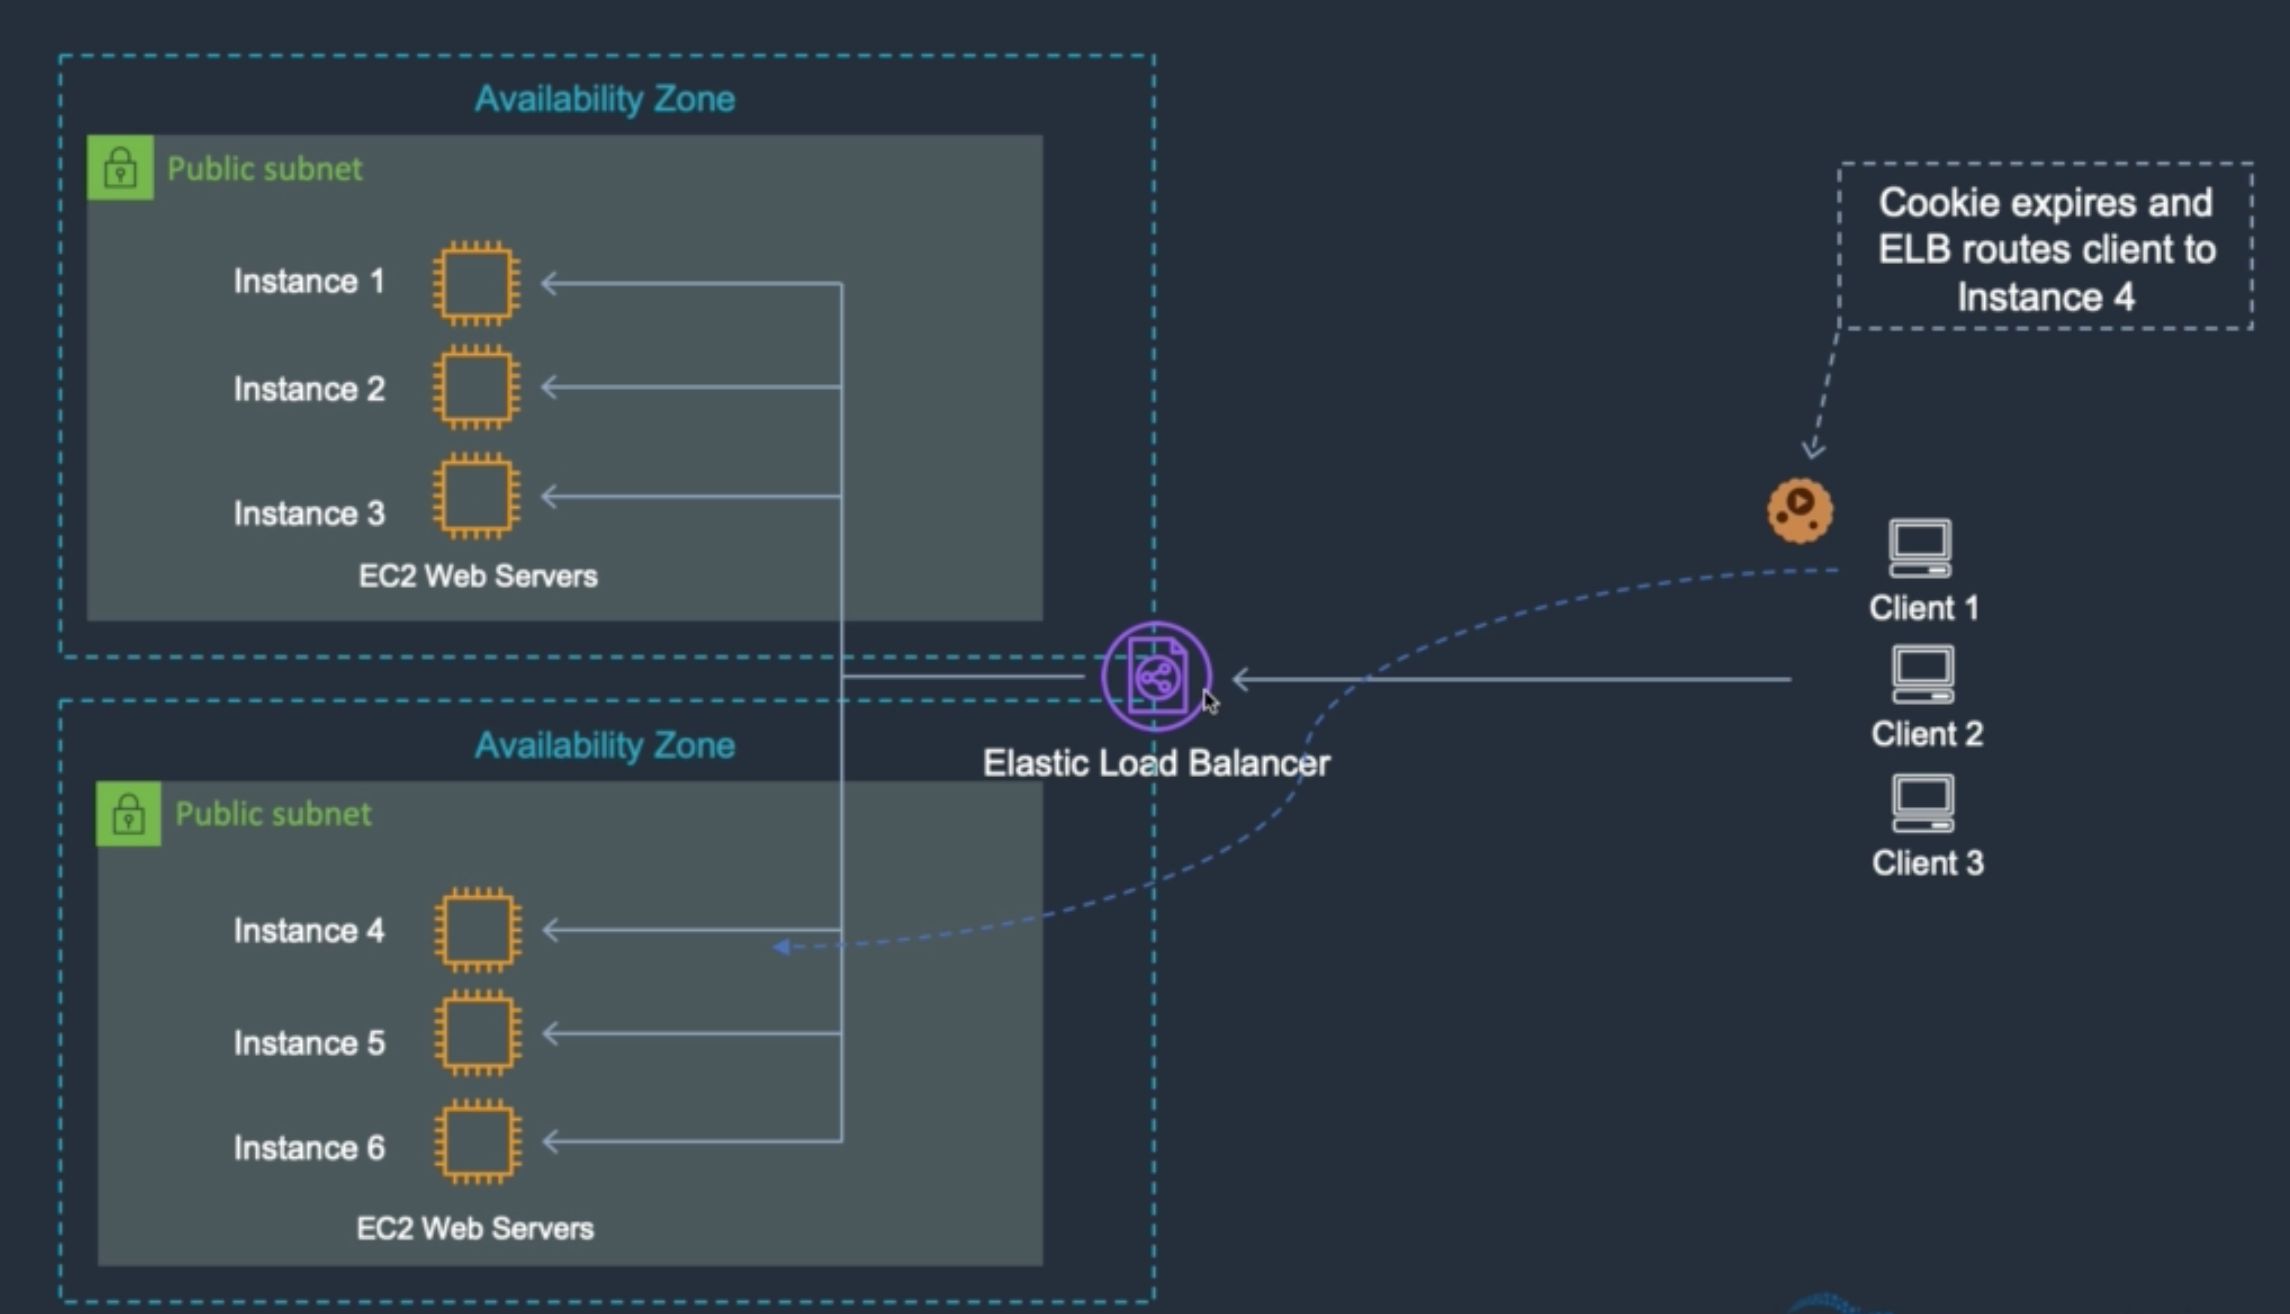 Availability Zone
Public subnet
Instance 1
Instance 2
Instance 3
EC2 Web Servers
Availability Zone
Public subnet
Instance 4
Instance 5
Instance 6
EC2 Web Servers
Elastic Load Balancer
Cookie expires and
ELB routes client to
Instance 4
Client 1
Client 2
Client 3